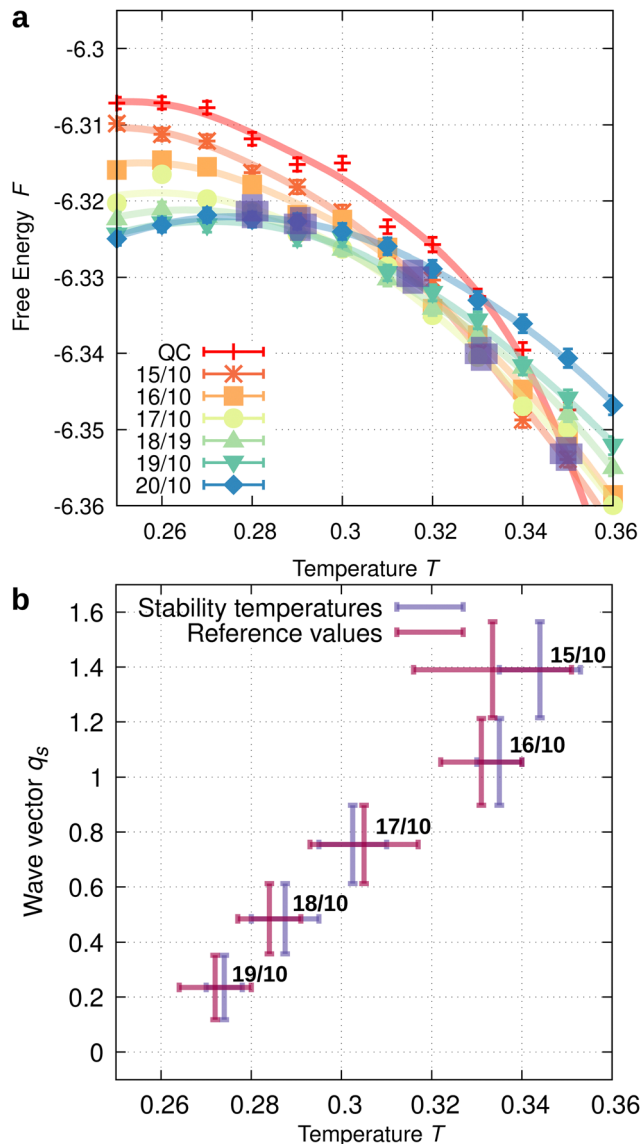 a
-6.3
-6.31
-6.32
-6.33
-6.34
-6.35
-6.36
Free Energy F
QC
15/10
16/10
17/10
18/19
19/10
20/10
0.26 0.28 0.3 0.32 0.34 0.36
Temperature T
b
1.6
1.4
1.2
1
0.8
0.6
0.4
0.2
0
Wave vector qs
Stability temperatures
Reference values
15/10
16/10
17/10
18/10
19/10
0.26 0.28 0.3 0.32 0.34 0.36
Temperature T